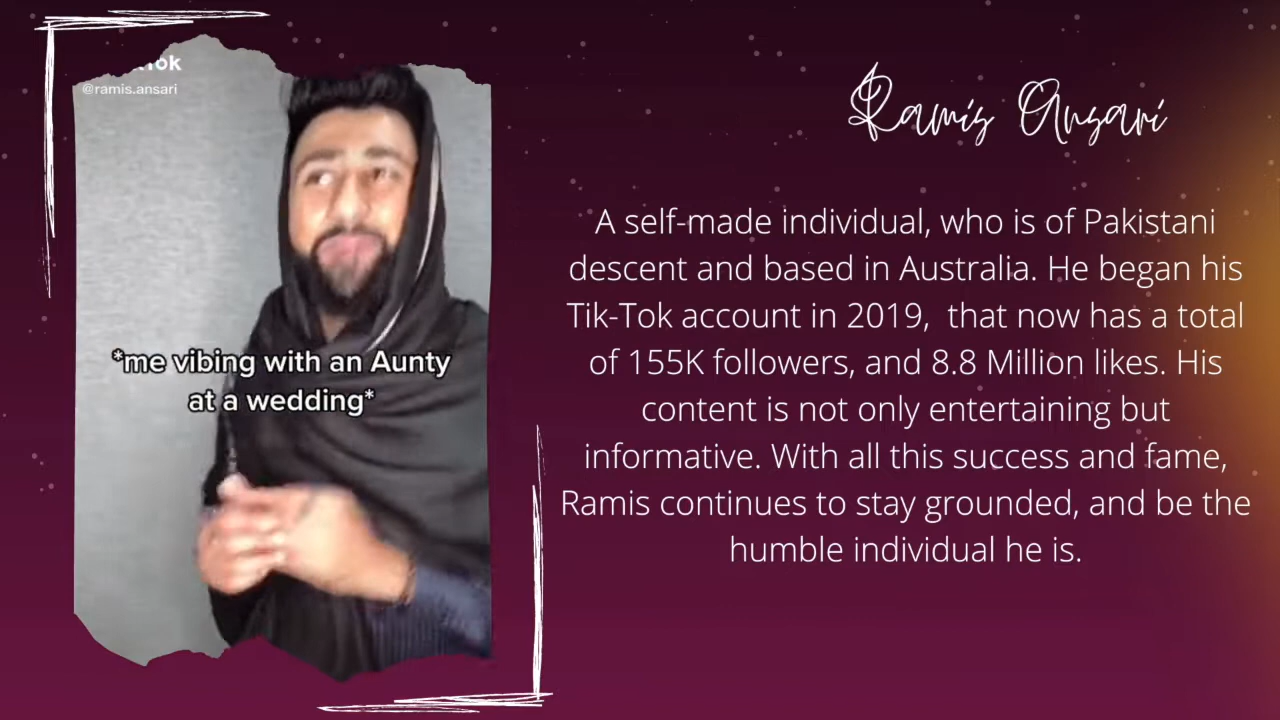 @ramis.ansari
*me vibing with an Aunty
at a wedding*
Ramis Ansari
A self-made individual, who is of Pakistani
descent and based in Australia. He began his
Tik-Tok account in 2019, that now has a total
of 155K followers, and 8.8 Million likes. His
content is not only entertaining but
informative. With all this success and fame,
Ramis continues to stay grounded, and be the
humble individual he is.